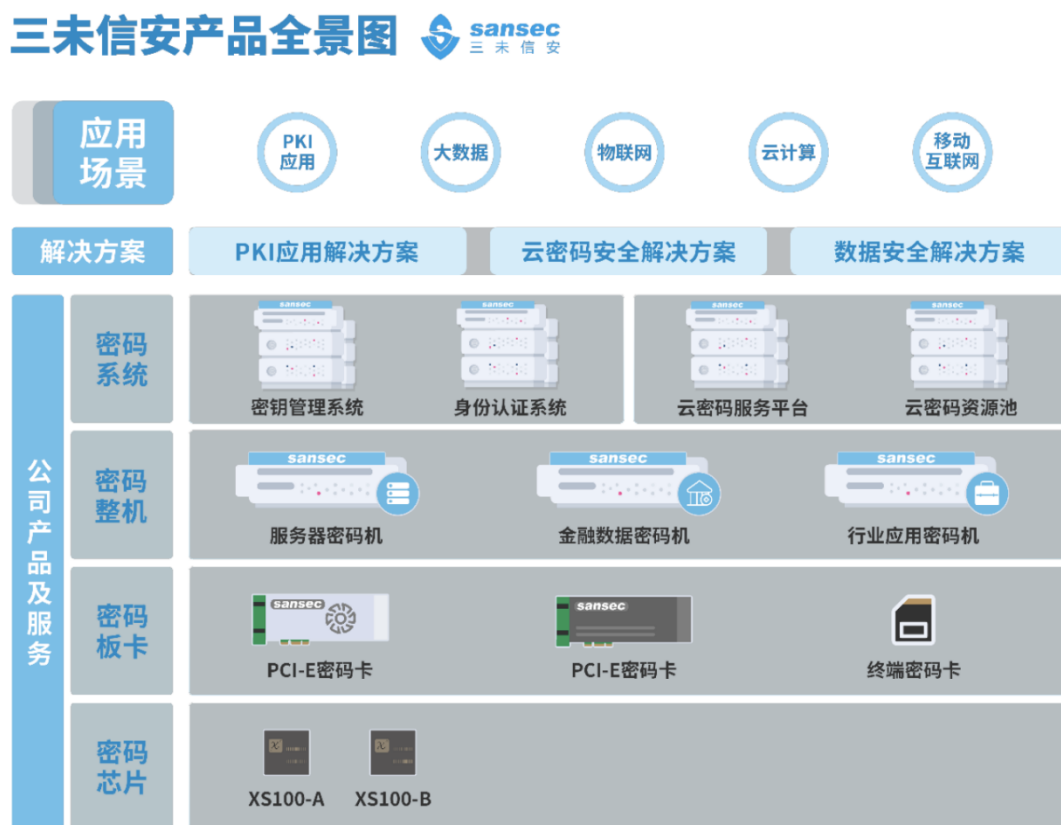 三未信安产品全景图
sansec
三未信安
应用
场景
PKI
应用
大数据
物联网
云计算
移动
互联网
解决方案
PKI应用解决方案
云密码安全解决方案
数据安全解决方案
公司产品及服务
密码
系统
sansec
sansec
sansec
sansec
密钥管理系统
身份认证系统
云密码服务平台
云密码资源池
密码
整机
sansec
sansec
sansec
服务器密码机
金融数据密码机
行业应用密码机
密码
板卡
sansec
sansec
PCI-E密码卡
PCI-E密码卡
终端密码卡
密码
芯片
XS100-A
XS100-B